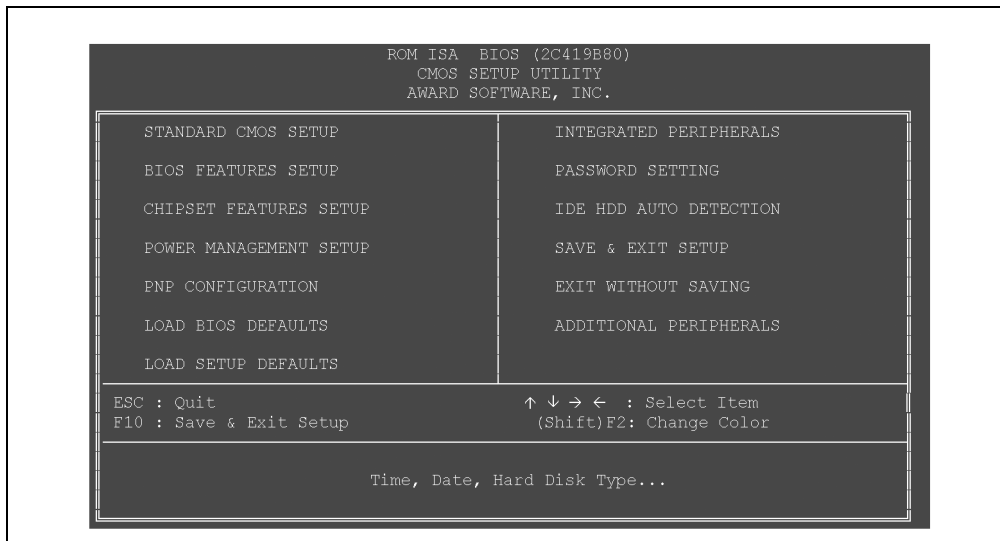 ROM ISA BIOS (2C419B80)
CMOS SETUP UTILITY
AWARD SOFTWARE, INC.
STANDARD CMOS SETUP
BIOS FEATURES SETUP
CHIPSET FEATURES SETUP
POWER MANAGEMENT SETUP
PNP CONFIGURATION
LOAD BIOS DEFAULTS
LOAD SETUP DEFAULTS
INTEGRATED PERIPHERALS
PASSWORD SETTING
IDE HDD AUTO DETECTION
SAVE & EXIT SETUP
EXIT WITHOUT SAVING
ADDITIONAL PERIPHERALS
ESC : Quit
F10 : Save & Exit Setup
↑ ↓ → ← : Select Item
(Shift)F2: Change Color
Time, Date, Hard Disk Type...